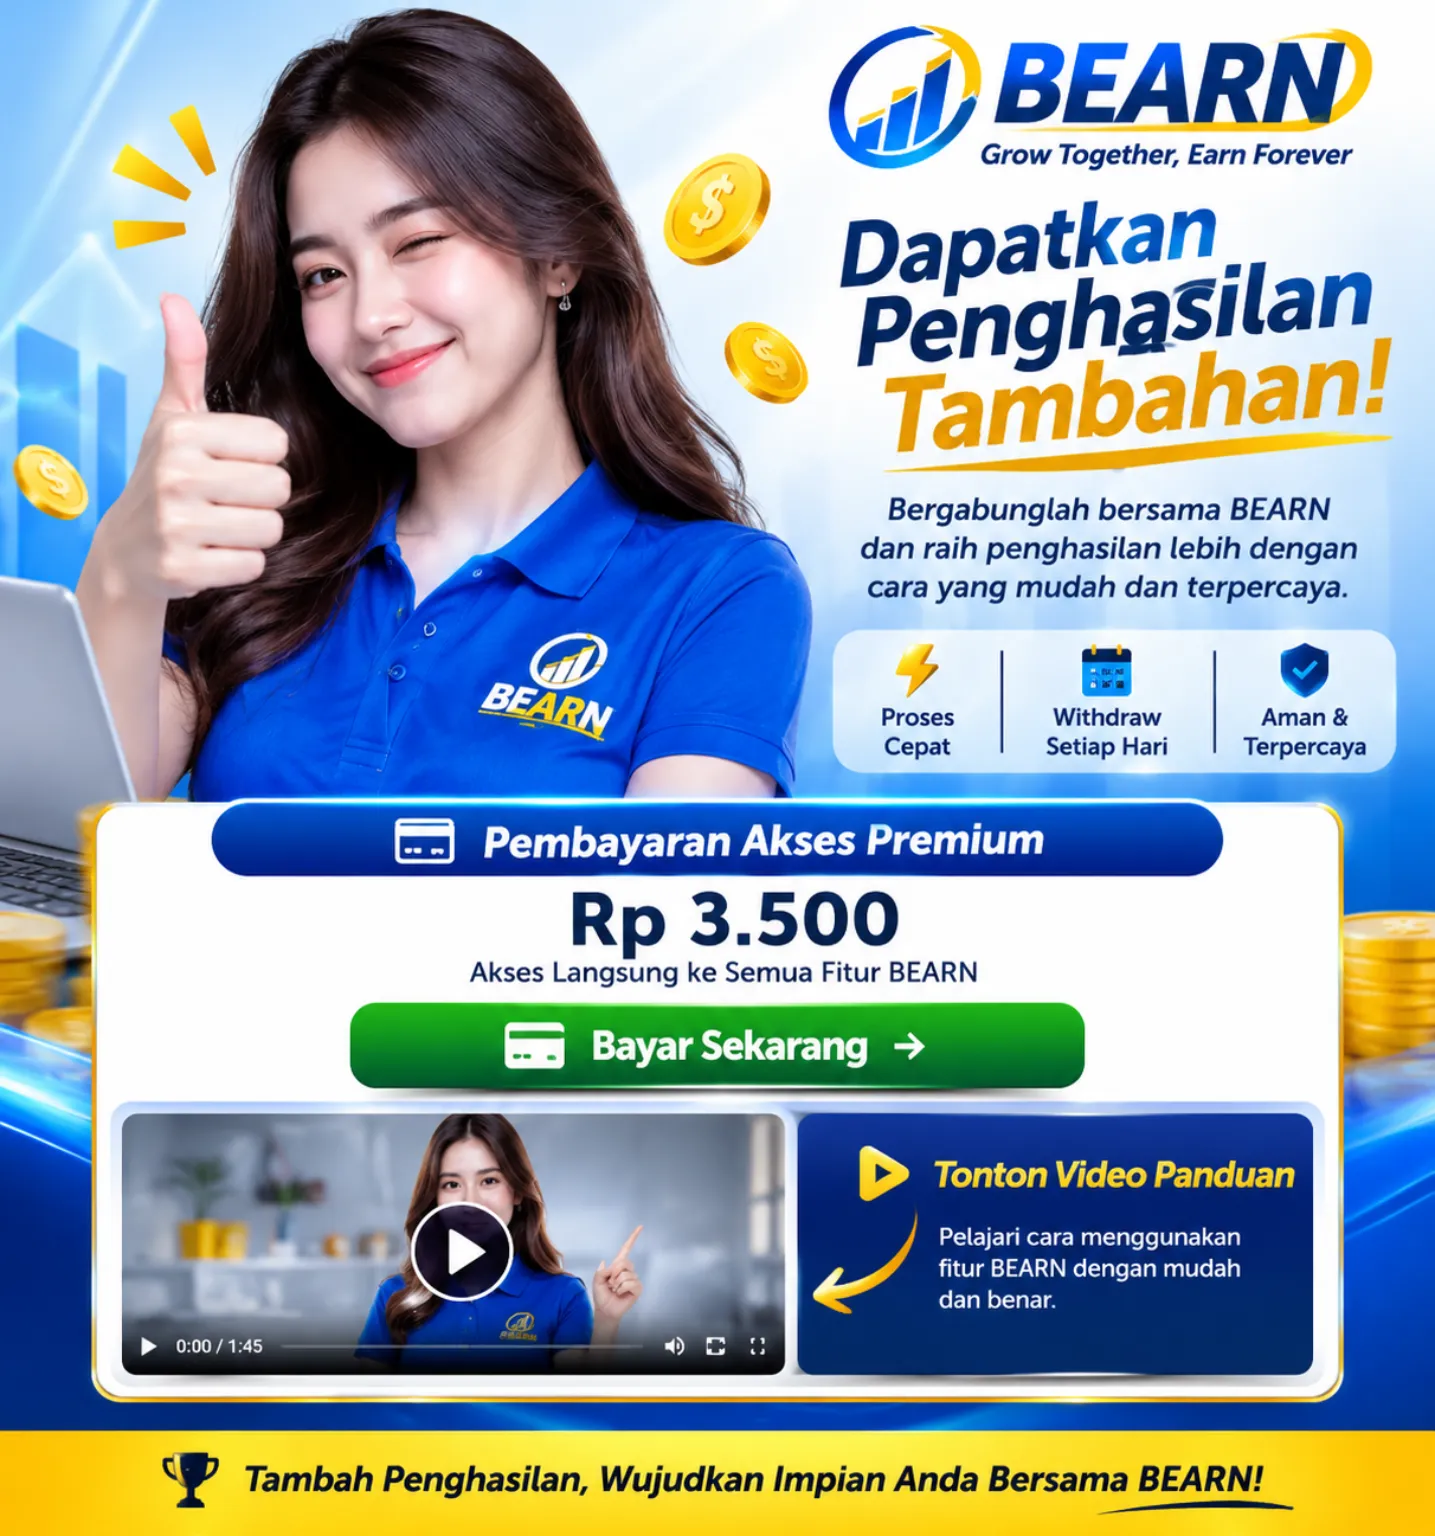 BEARN
Grow Together, Earn Forever
Dapatkan
Penghasilan
Tambahan!
Bergabunglah bersama BEARN
dan raih penghasilan lebih dengan
cara yang mudah dan terpercaya.
Proses
Cepat
Withdraw
Setiap Hari
Aman &
Terpercaya
BEARN
Pembayaran Akses Premium
Rp 3.500
Akses Langsung ke Semua Fitur BEARN
Bayar Sekarang →
0:00 / 1:45
Tonton Video Panduan
Pelajari cara menggunakan
fitur BEARN dengan mudah
dan benar.
Tambah Penghasilan, Wujudkan Impian Anda Bersama BEARN!